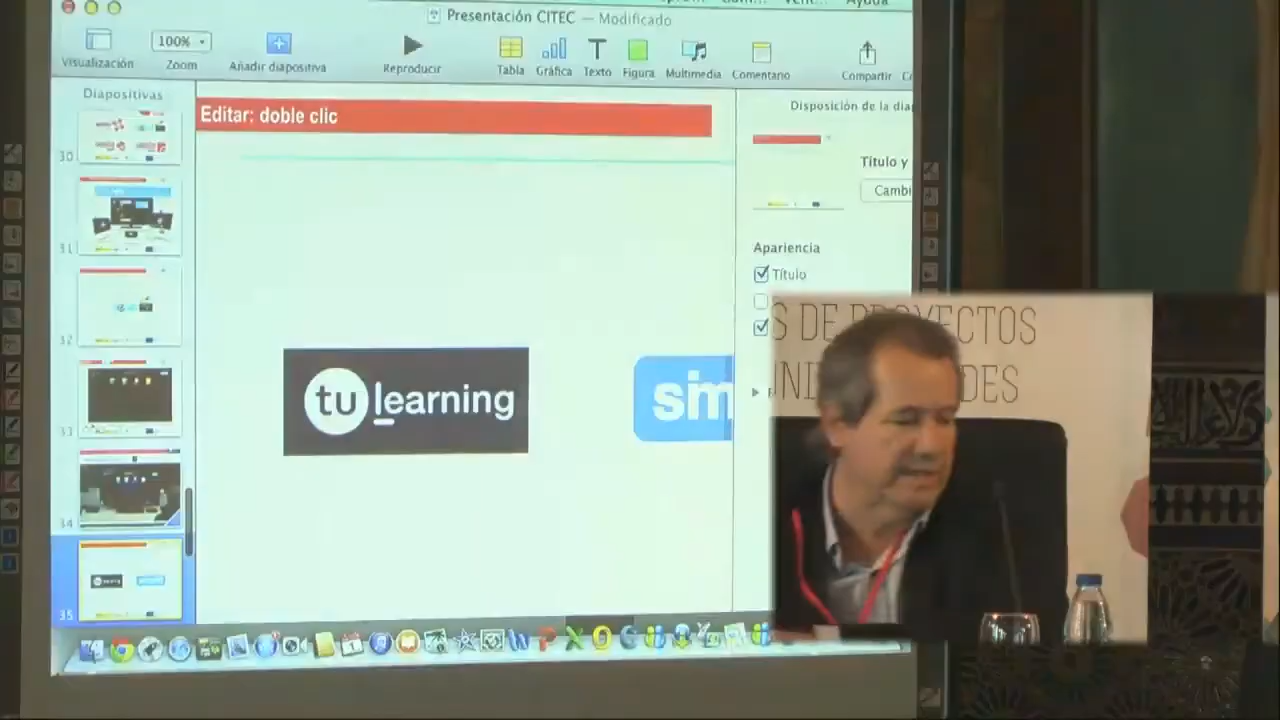 Ayuda
Presentación CITEC — Modificado
100%
Visualización
Zoom
Añadir diapositiva
Reproducir
Tabla
Gráfica
Texto
Figura
Multimedia
Comentario
Compartir
Diapositivas
30
31
32
33
34
35
Editar: doble clic
tu learning
sim
Disposición de la dia
Título y
Cambi
Apariencia
Título
S DE PROYECTOS
DES